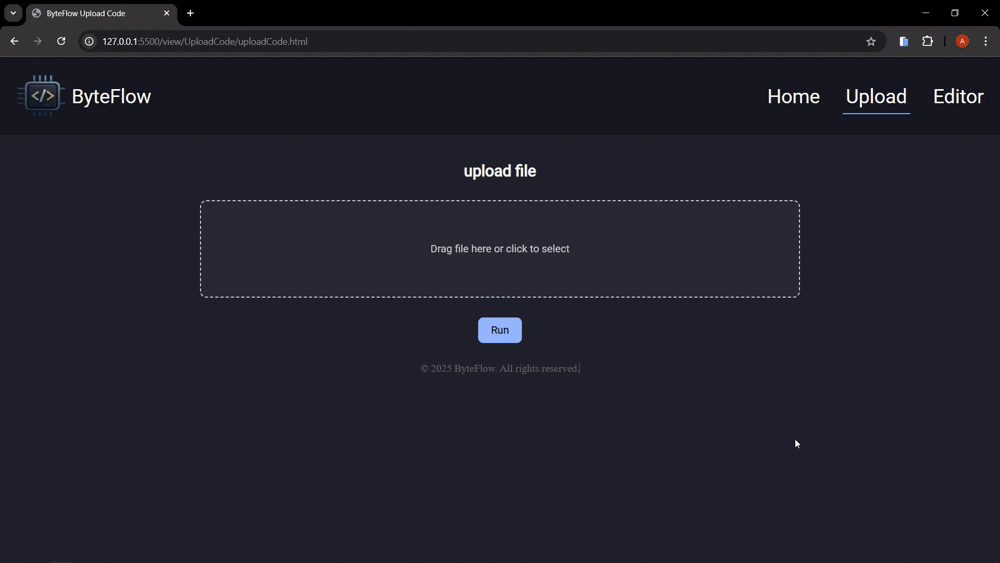 ByteFlow Upload Code
127.0.0.1:5500/view/UploadCode/uploadCode.html
A
</>
ByteFlow
Home Upload Editor
upload file
Drag file here or click to select
Run
© 2025 ByteFlow. All rights reserved.